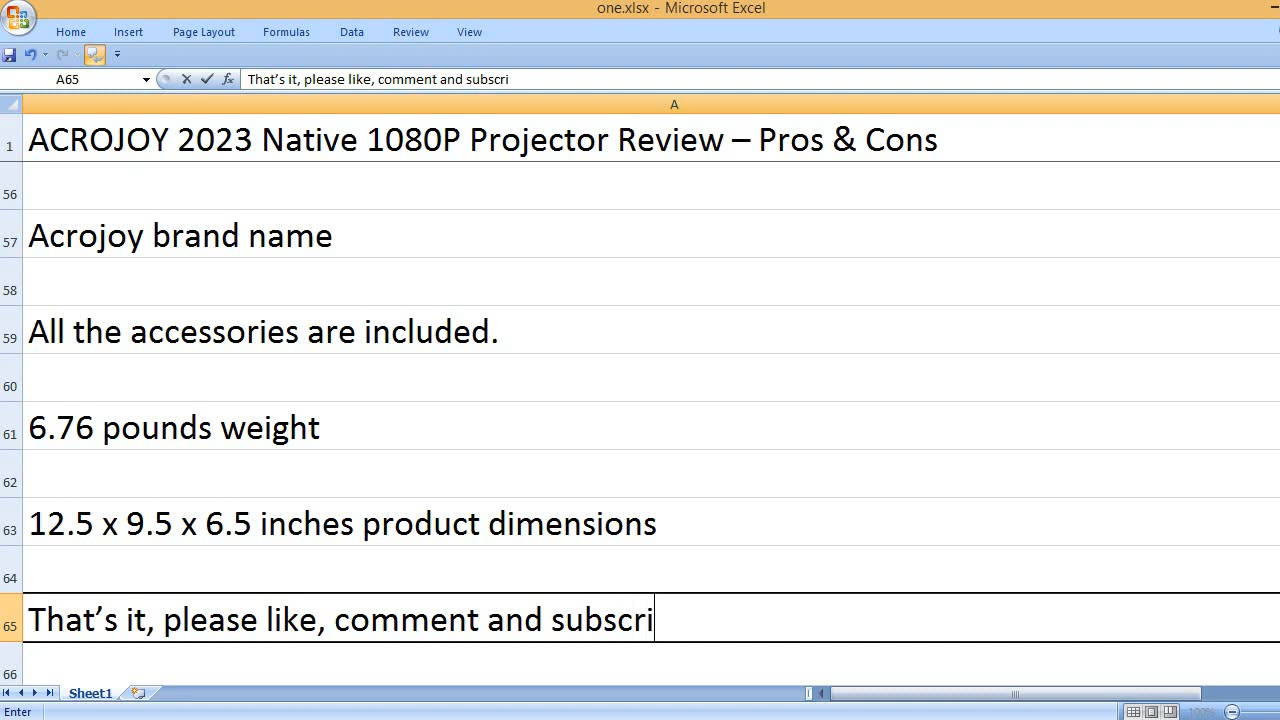 one.xlsx - Microsoft Excel
Home Insert Page Layout Formulas Data Review View
A65 fx That’s it, please like, comment and subscri
A
1 ACROJOY 2023 Native 1080P Projector Review – Pros & Cons
56
57 Acrojoy brand name
58
59 All the accessories are included.
60
61 6.76 pounds weight
62
63 12.5 x 9.5 x 6.5 inches product dimensions
64
65 That’s it, please like, comment and subscri
66
Sheet1
Enter 100%